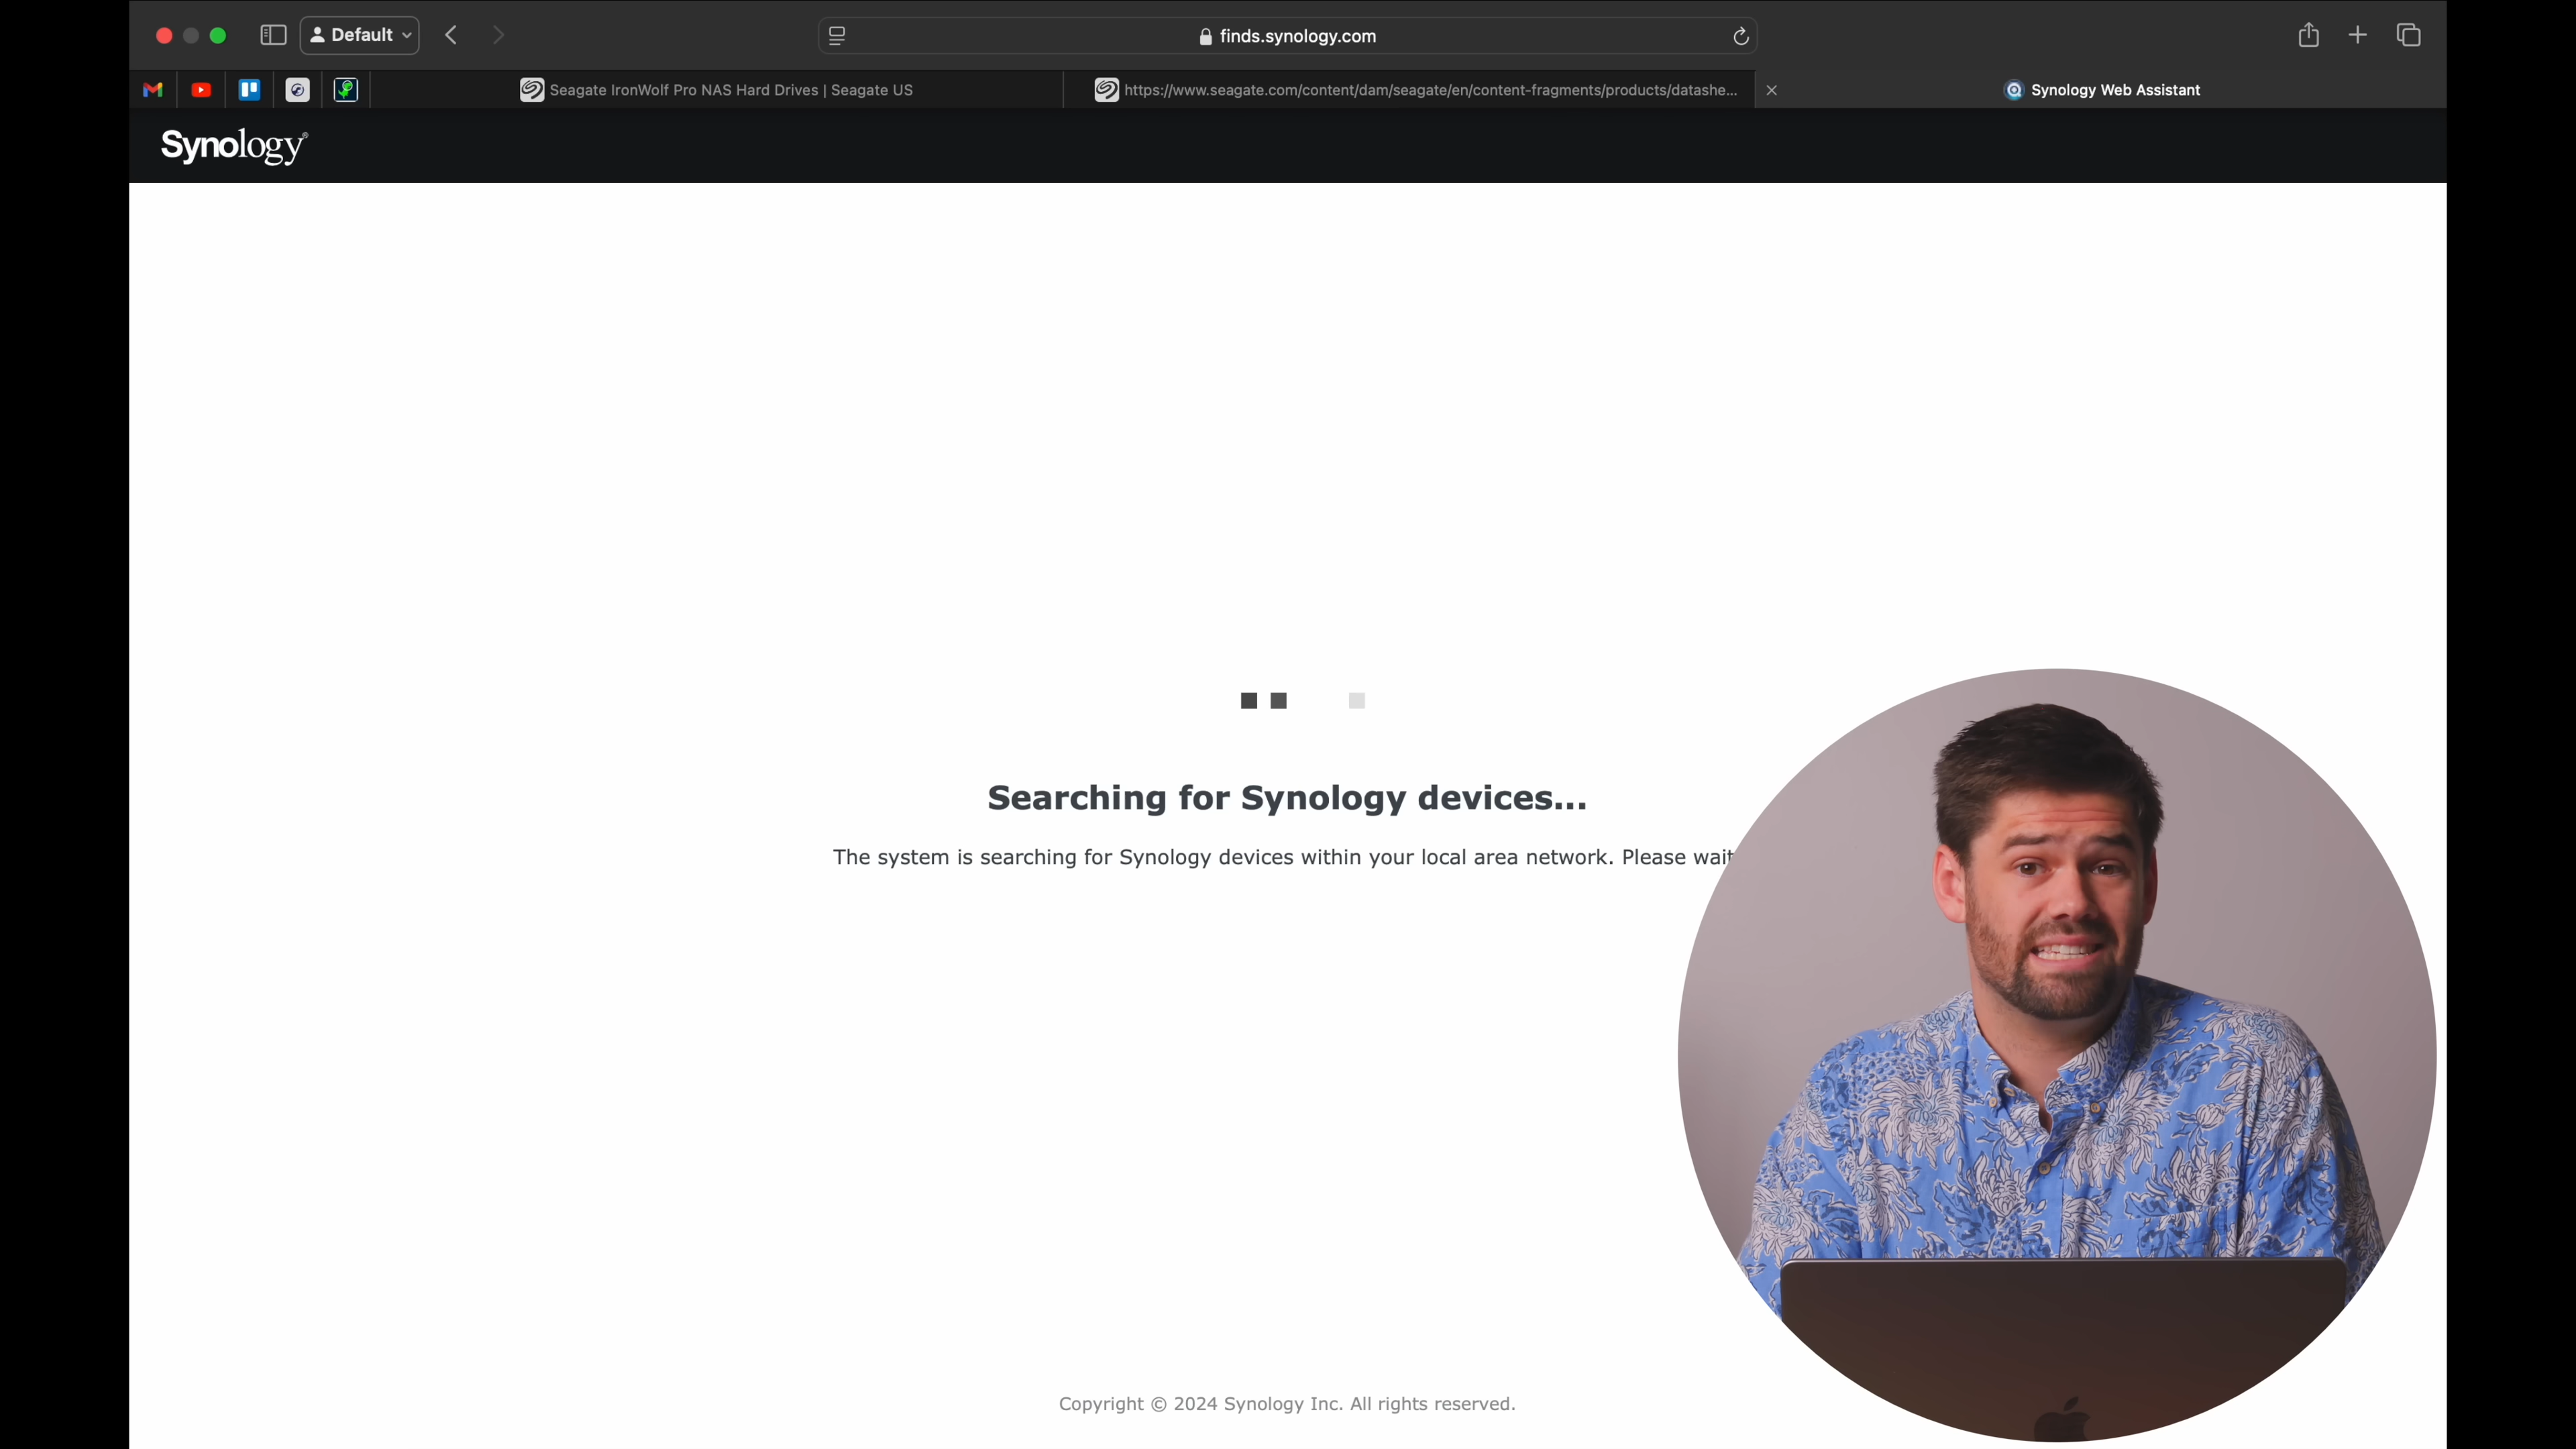 Default
finds.synology.com
Seagate IronWolf Pro NAS Hard Drives | Seagate US
https://www.seagate.com/content/dam/seagate/en/content-fragments/products/datashe...
Synology Web Assistant
Synology®
Searching for Synology devices...
The system is searching for Synology devices within your local area network. Please wait
Copyright © 2024 Synology Inc. All rights reserved.